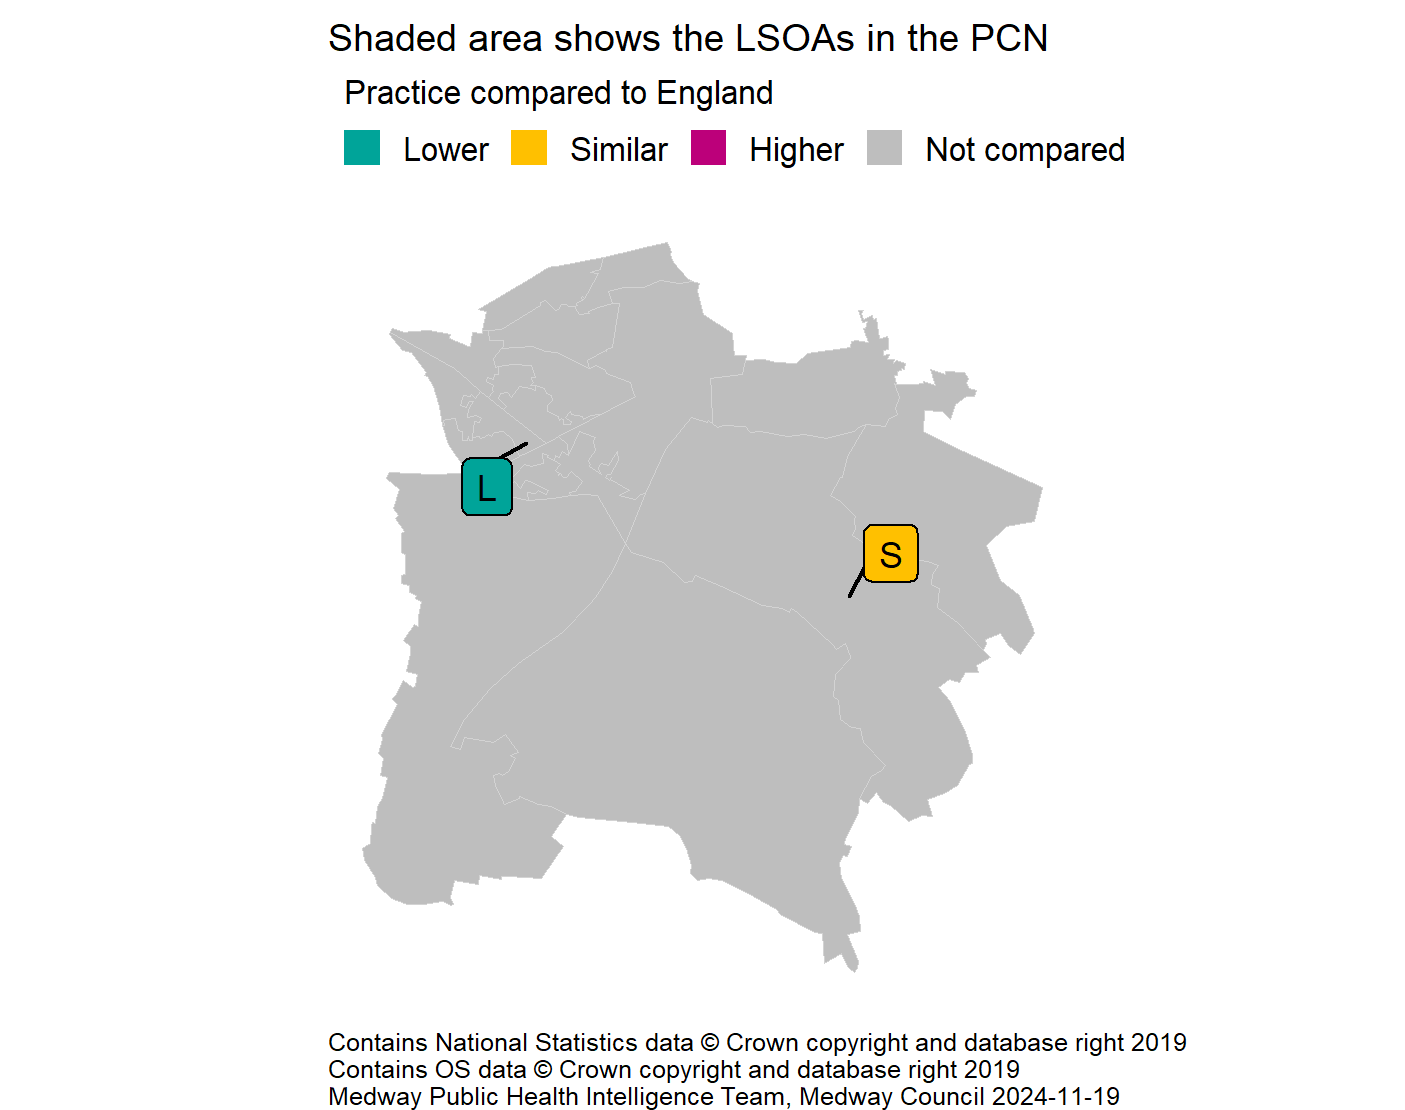 Shaded area shows the LSOAs in the PCN
Practice compared to England
Lower Similar Higher Not compared
L
S
Contains National Statistics data © Crown copyright and database right 2019
Contains OS data © Crown copyright and database right 2019
Medway Public Health Intelligence Team, Medway Council 2024-11-19